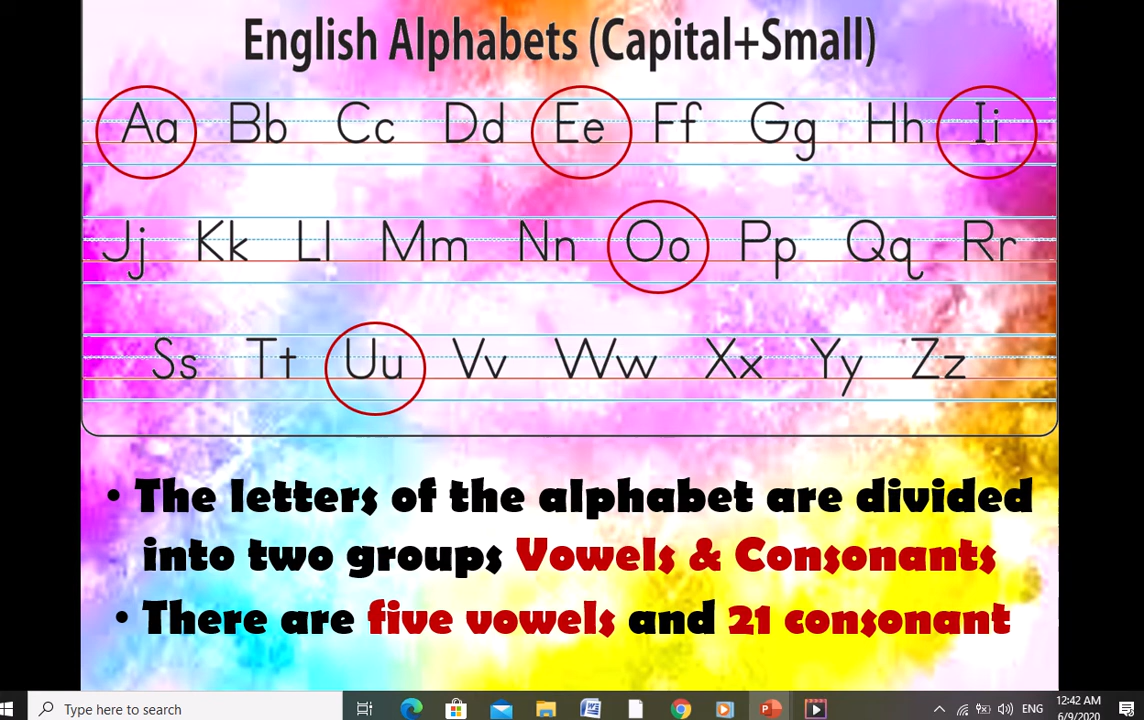 English Alphabets (Capital+Small)
Aa Bb Cc Dd Ee Ff Gg Hh Ii
Jj Kk Ll Mm Nn Oo Pp Qq Rr
Ss Tt Uu Vv Ww Xx Yy Zz
• The letters of the alphabet are divided
into two groups Vowels & Consonants
• There are five vowels and 21 consonant
Type here to search
ENG
12:42 AM
6/9/2020